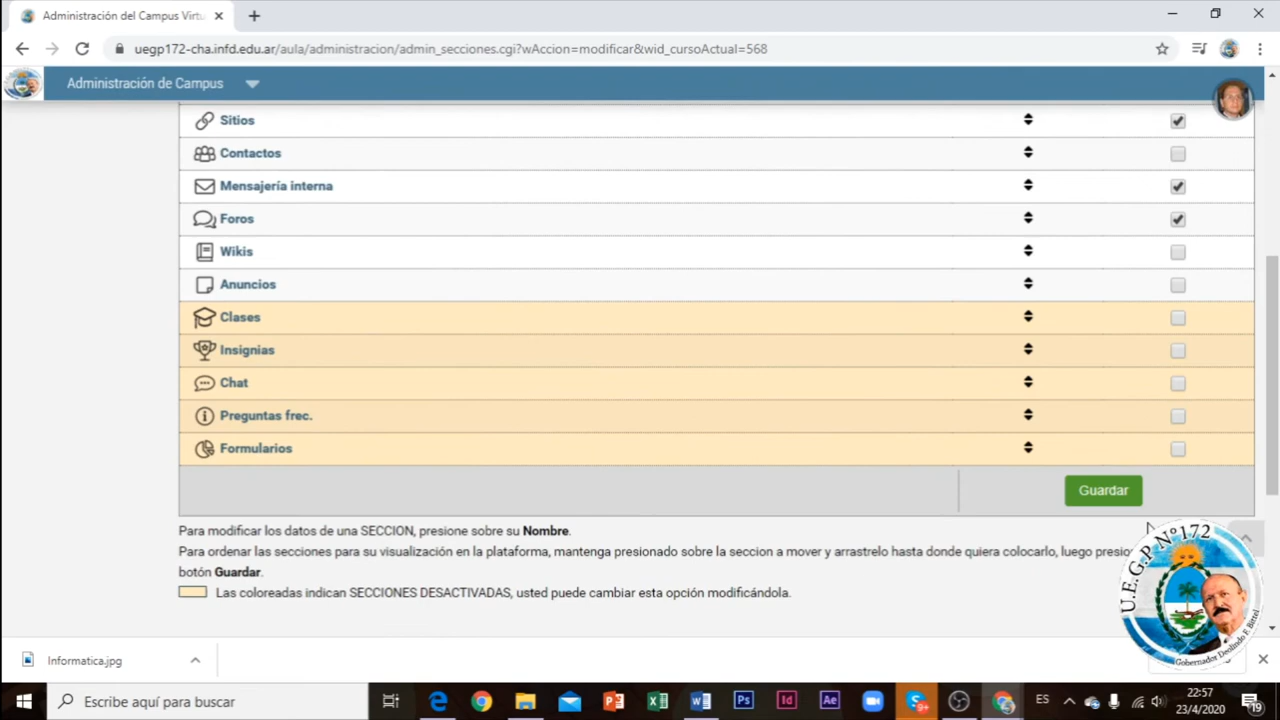 Administración del Campus Virtu
uegp172-cha.infd.edu.ar/aula/administracion/admin_secciones.cgi?wAccion=modificar&wid_cursoActual=568
Administración de Campus
Sitios
Contactos
Mensajería interna
Foros
Wikis
Anuncios
Clases
Insignias
Chat
Preguntas frec.
Formularios
Guardar
Para modificar los datos de una SECCION, presione sobre su Nombre.
Para ordenar las secciones para su visualización en la plataforma, mantenga presionado sobre la seccion a mover y arrastrelo hasta donde quiera colocarlo, luego presio
botón Guardar.
Las coloreadas indican SECCIONES DESACTIVADAS, usted puede cambiar esta opción modificándola.
U.E.G.P Nº172
Gobernador Deolindo F. Bittel
Informatica.jpg
Escribe aquí para buscar
ES
22:57
23/4/2020
19